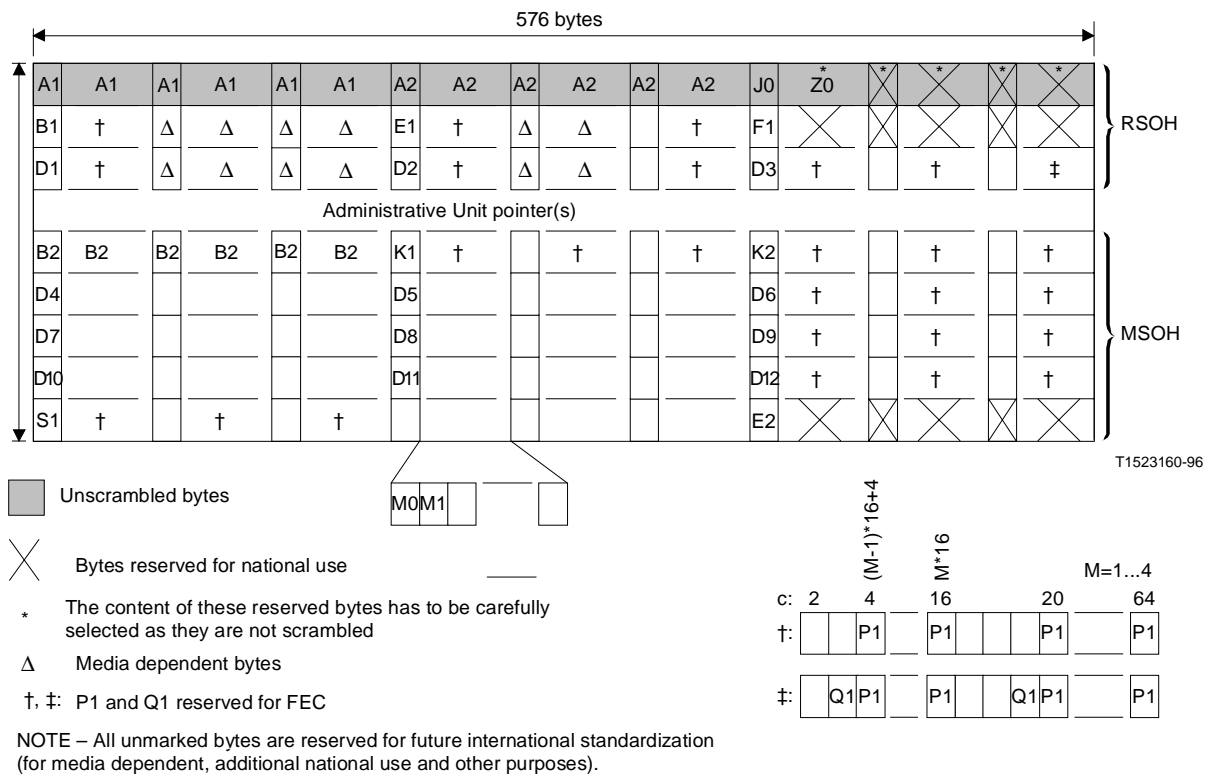 576 bytes
* * * * *
A1 A1 A1 A1 A1 A1 A2 A2 A2 A2 A2 A2 J0 Z0
B1 † Δ Δ Δ Δ E1 † Δ Δ † F1
RSOH
D1 † Δ Δ Δ Δ D2 † Δ Δ † D3 † † ‡
Administrative Unit pointer(s)
B2 B2 B2 B2 B2 B2 K1 † † † K2 † † †
D4 D5 D6 † † †
D7 D8 D9 † † †
MSOH
D10 D11 D12 † † †
S1 † † † E2
T1523160-96
M0 M1
Unscrambled bytes
Bytes reserved for national use
* The content of these reserved bytes has to be carefully
selected as they are not scrambled
Δ Media dependent bytes
†, ‡: P1 and Q1 reserved for FEC
NOTE – All unmarked bytes are reserved for future international standardization
(for media dependent, additional national use and other purposes).
(M-1)*16+4
M*16
M=1...4
c: 2 4 16 20 64
†: P1 P1 P1 P1
‡: Q1 P1 P1 Q1 P1 P1